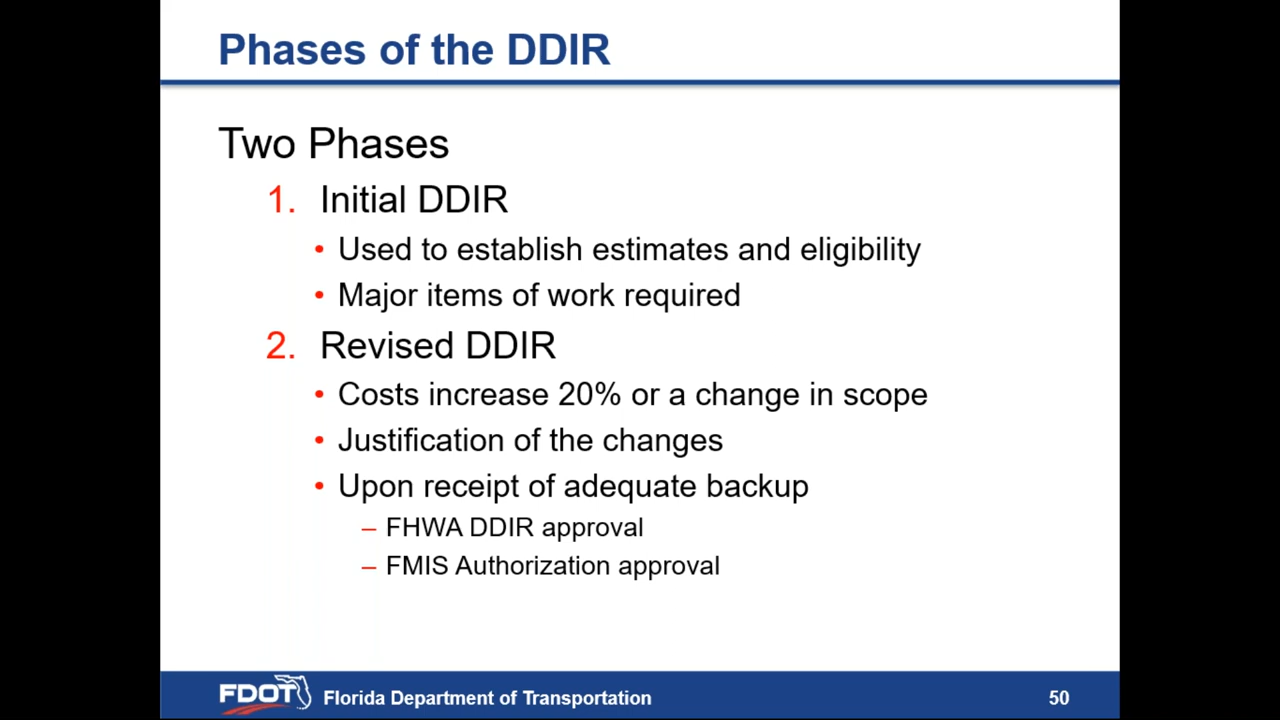 Phases of the DDIR
Two Phases
1. Initial DDIR
• Used to establish estimates and eligibility
• Major items of work required
2. Revised DDIR
• Costs increase 20% or a change in scope
• Justification of the changes
• Upon receipt of adequate backup
– FHWA DDIR approval
– FMIS Authorization approval
FDOT Florida Department of Transportation 50